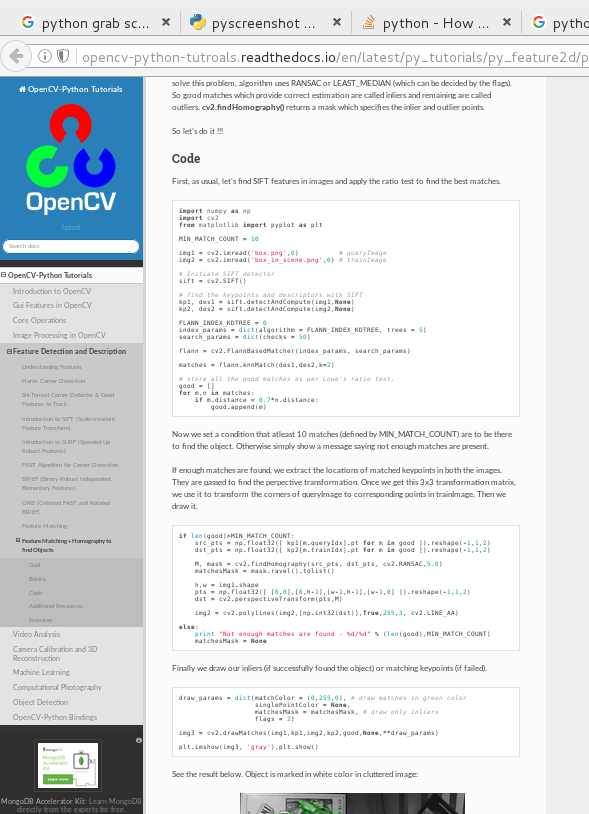 python grab sc...
pyscreenshot ...
python - How ...
pytho
opencv-python-tutroals.readthedocs.io/en/latest/py_tutorials/py_feature2d/p
OpenCV-Python Tutorials
OpenCV
latest
Search docs
OpenCV-Python Tutorials
Introduction to OpenCV
Gui Features in OpenCV
Core Operations
Image Processing in OpenCV
Feature Detection and Description
Understanding Features
Harris Corner Detection
Shi-Tomasi Corner Detector & Good
Features to Track
Introduction to SIFT (Scale-Invariant
Feature Transform)
Introduction to SURF (Speeded-Up
Robust Features)
FAST Algorithm for Corner Detection
BRIEF (Binary Robust Independent
Elementary Features)
ORB (Oriented FAST and Rotated
BRIEF)
Feature Matching
Feature Matching + Homography to
find Objects
Goal
Basics
Code
Additional Resources
Exercises
Video Analysis
Camera Calibration and 3D
Reconstruction
Machine Learning
Computational Photography
Object Detection
OpenCV-Python Bindings
mongoDB
MongoDB
Accelerator
Kit
Learn more
MongoDB Accelerator Kit: Learn MongoDB
directly from the experts for free.
solve this problem, algorithm uses RANSAC or LEAST_MEDIAN (which can be decided by the flags).
So good matches which provide correct estimation are called inliers and remaining are called
outliers. cv2.findHomography() returns a mask which specifies the inlier and outlier points.
So let's do it !!!
Code
First, as usual, let's find SIFT features in images and apply the ratio test to find the best matches.
import numpy as np
import cv2
from matplotlib import pyplot as plt
MIN_MATCH_COUNT = 10
img1 = cv2.imread('box.png',0) # queryImage
img2 = cv2.imread('box_in_scene.png',0) # trainImage
# Initiate SIFT detector
sift = cv2.SIFT()
# find the keypoints and descriptors with SIFT
kp1, des1 = sift.detectAndCompute(img1,None)
kp2, des2 = sift.detectAndCompute(img2,None)
FLANN_INDEX_KDTREE = 0
index_params = dict(algorithm = FLANN_INDEX_KDTREE, trees = 5)
search_params = dict(checks = 50)
flann = cv2.FlannBasedMatcher(index_params, search_params)
matches = flann.knnMatch(des1,des2,k=2)
# store all the good matches as per Lowe's ratio test.
good = []
for m,n in matches:
if m.distance < 0.7*n.distance:
good.append(m)
Now we set a condition that atleast 10 matches (defined by MIN_MATCH_COUNT) are to be there
to find the object. Otherwise simply show a message saying not enough matches are present.
If enough matches are found, we extract the locations of matched keypoints in both the images.
They are passed to find the perpective transformation. Once we get this 3x3 transformation matrix,
we use it to transform the corners of queryImage to corresponding points in trainImage. Then we
draw it.
if len(good)>MIN_MATCH_COUNT:
src_pts = np.float32([ kp1[m.queryIdx].pt for m in good ]).reshape(-1,1,2)
dst_pts = np.float32([ kp2[m.trainIdx].pt for m in good ]).reshape(-1,1,2)
M, mask = cv2.findHomography(src_pts, dst_pts, cv2.RANSAC,5.0)
matchesMask = mask.ravel().tolist()
h,w = img1.shape
pts = np.float32([ [0,0],[0,h-1],[w-1,h-1],[w-1,0] ]).reshape(-1,1,2)
dst = cv2.perspectiveTransform(pts,M)
img2 = cv2.polylines(img2,[np.int32(dst)],True,255,3, cv2.LINE_AA)
else:
print "Not enough matches are found - %d/%d" % (len(good),MIN_MATCH_COUNT)
matchesMask = None
Finally we draw our inliers (if successfully found the object) or matching keypoints (if failed).
draw_params = dict(matchColor = (0,255,0), # draw matches in green color
singlePointColor = None,
matchesMask = matchesMask, # draw only inliers
flags = 2)
img3 = cv2.drawMatches(img1,kp1,img2,kp2,good,None,**draw_params)
plt.imshow(img3, 'gray'),plt.show()
See the result below. Object is marked in white color in cluttered image: